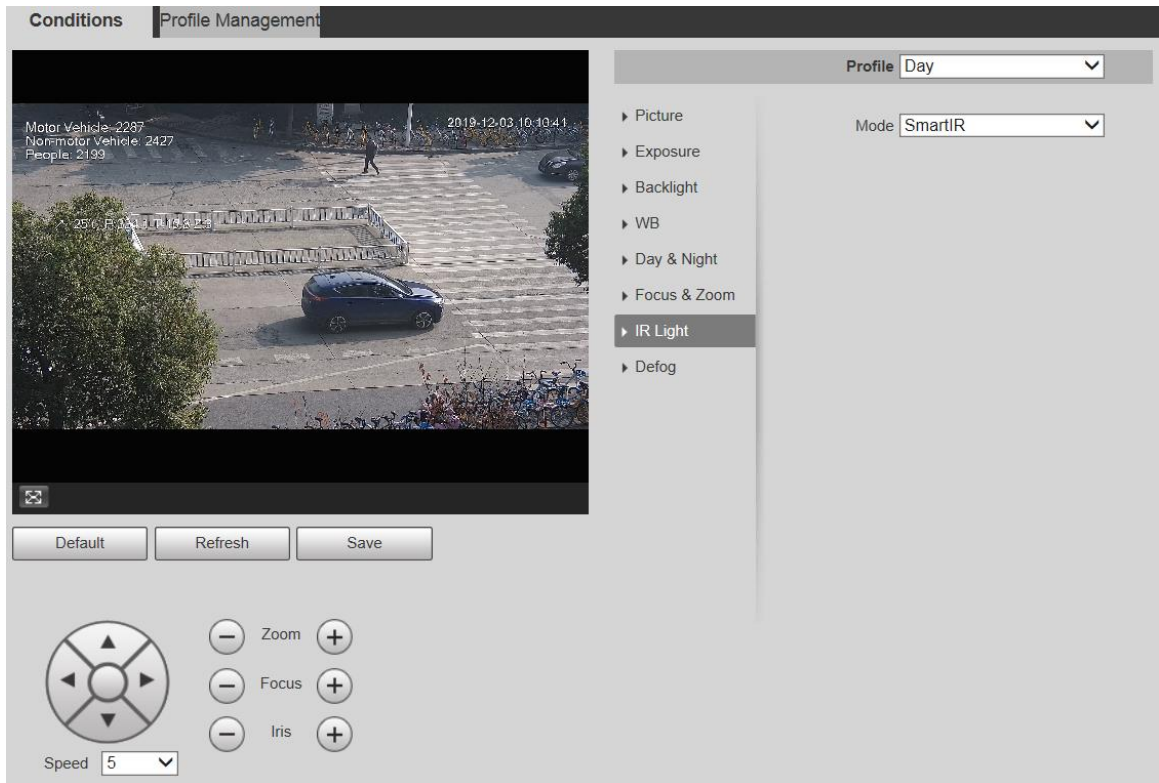 Conditions Profile Management
Profile Day
Motor Vehicle: 2287
Non-motor Vehicle: 2427
People: 2199
2019-12-03 10:10:41
Picture
Exposure
Backlight
WB
Day & Night
Focus & Zoom
IR Light
Defog
Mode SmartIR
Default Refresh Save
Zoom
Focus
Iris
Speed 5